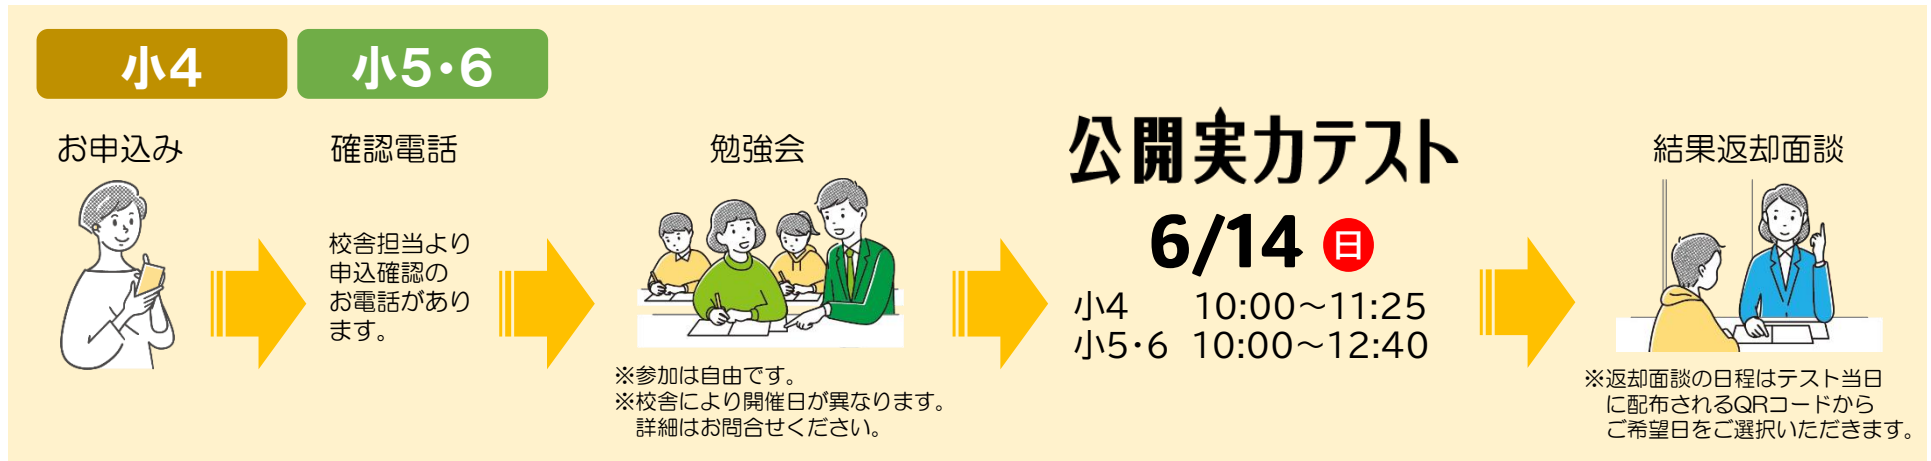 小4
小5・6
お申込み
確認電話
校舎担当より
申込確認の
お電話があり
ます。
勉強会
※参加は自由です。
※校舎により開催日が異なります。
詳細はお問合せください。
公開実力テスト
6/14 日
小4 10:00～11:25
小5・6 10:00～12:40
結果返却面談
※返却面談の日程はテスト当日
に配布されるQRコードから
ご希望日をご選択いただきます。